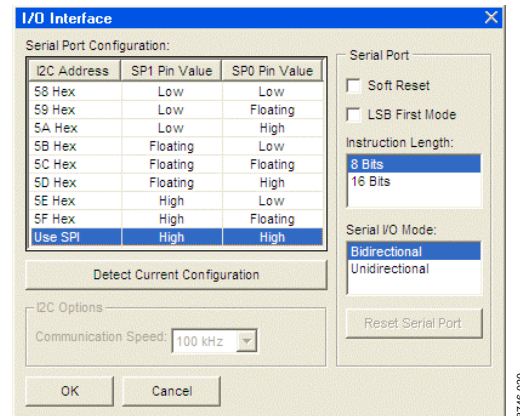 I/O Interface
Serial Port Configuration:
I2C Address SP1 Pin Value SP0 Pin Value
58 Hex Low Low
59 Hex Low Floating
5A Hex Low High
5B Hex Floating Low
5C Hex Floating Floating
5D Hex Floating High
5E Hex High Low
5F Hex High Floating
Use SPI High High
Detect Current Configuration
I2C Options
Communication Speed: 100 kHz
OK Cancel
Serial Port
Soft Reset
LSB First Mode
Instruction Length:
8 Bits
16 Bits
Serial I/O Mode:
Bidirectional
Unidirectional
Reset Serial Port